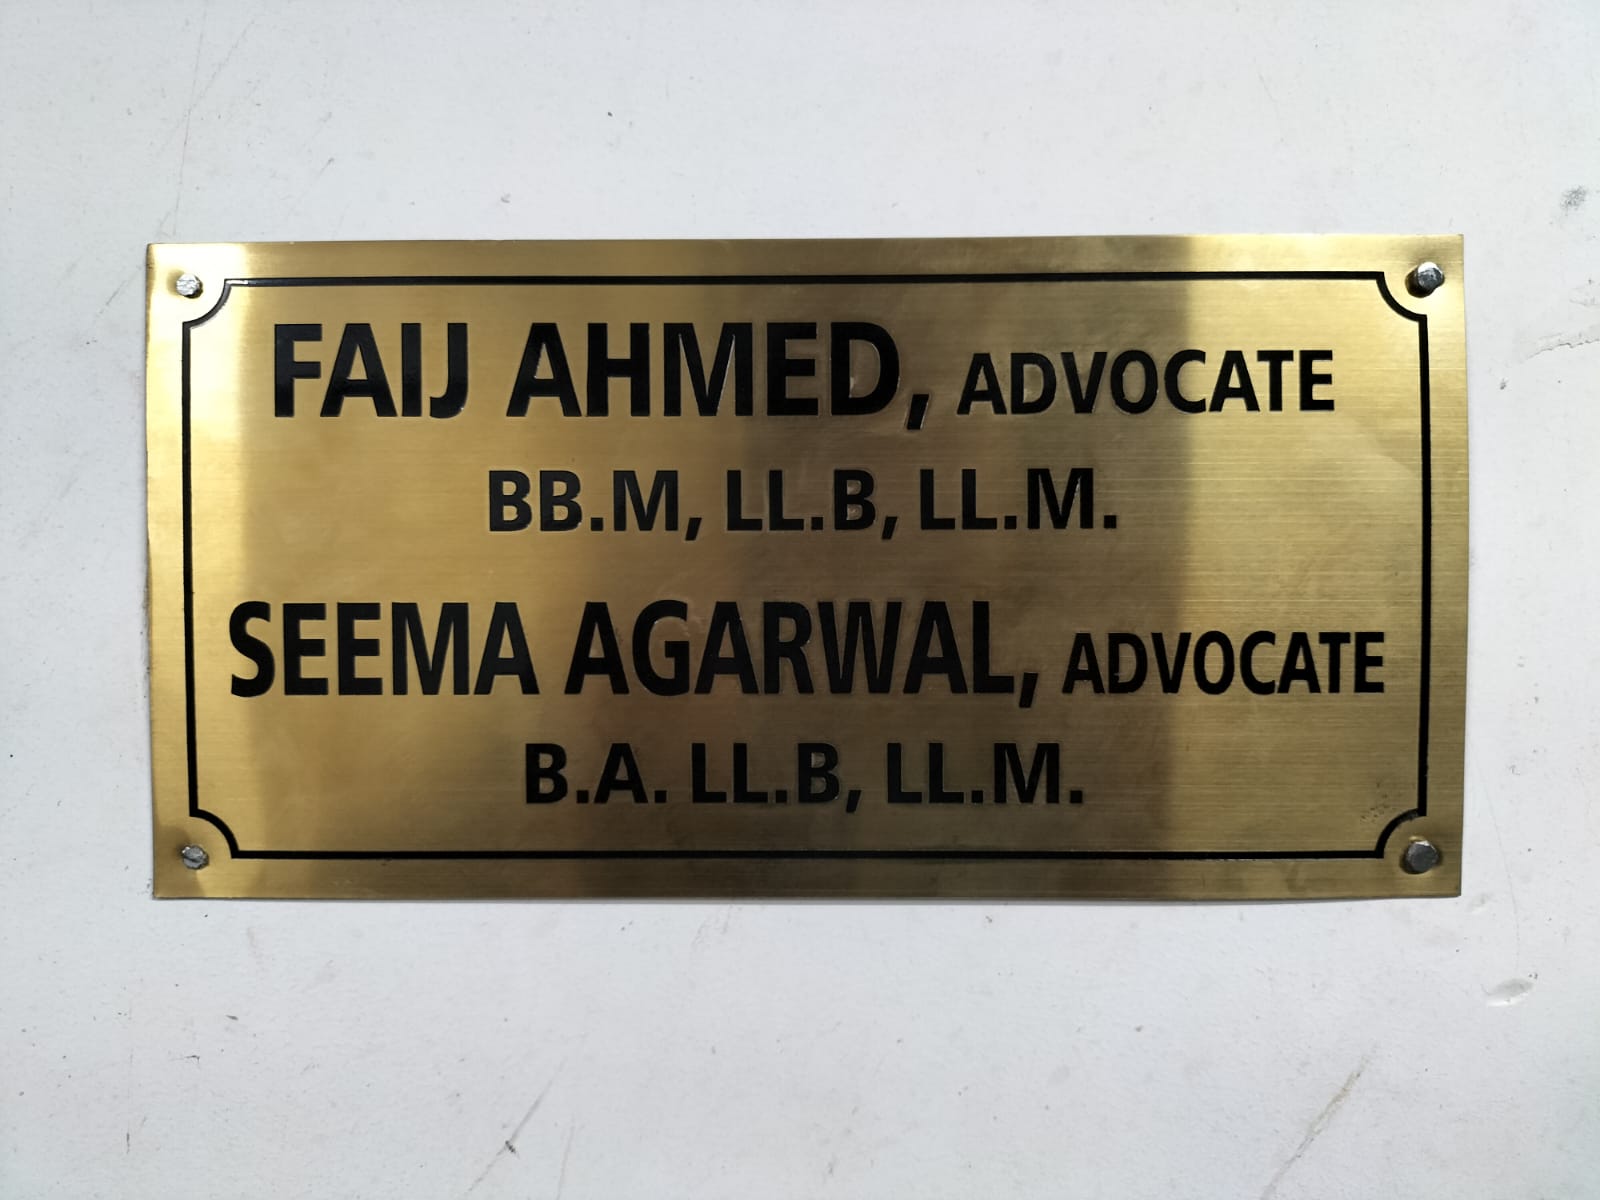 FAIJ AHMED, ADVOCATE
BB.M, LL.B, LL.M.
SEEMA AGARWAL, ADVOCATE
B.A. LL.B, LL.M.